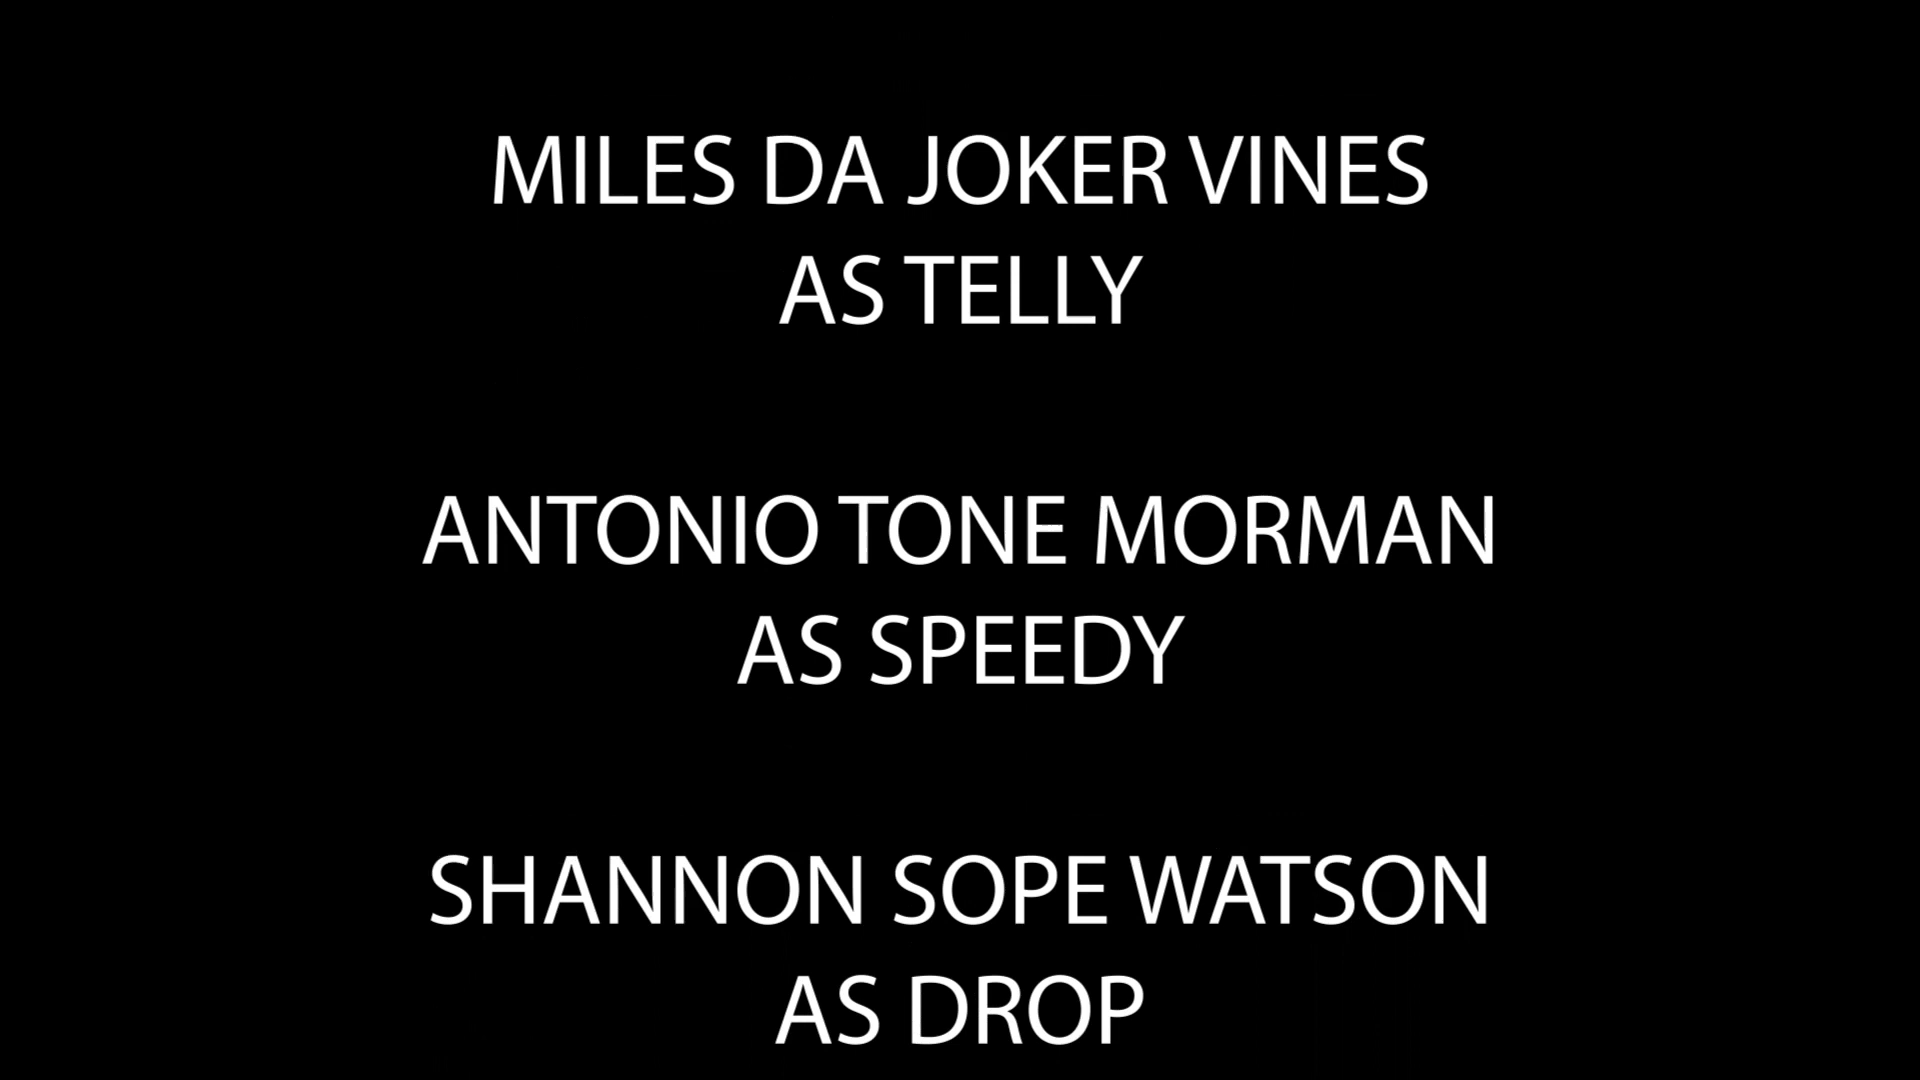 MILES DA JOKER VINES
AS TELLY
ANTONIO TONE MORMAN
AS SPEEDY
SHANNON SOPE WATSON
AS DROP